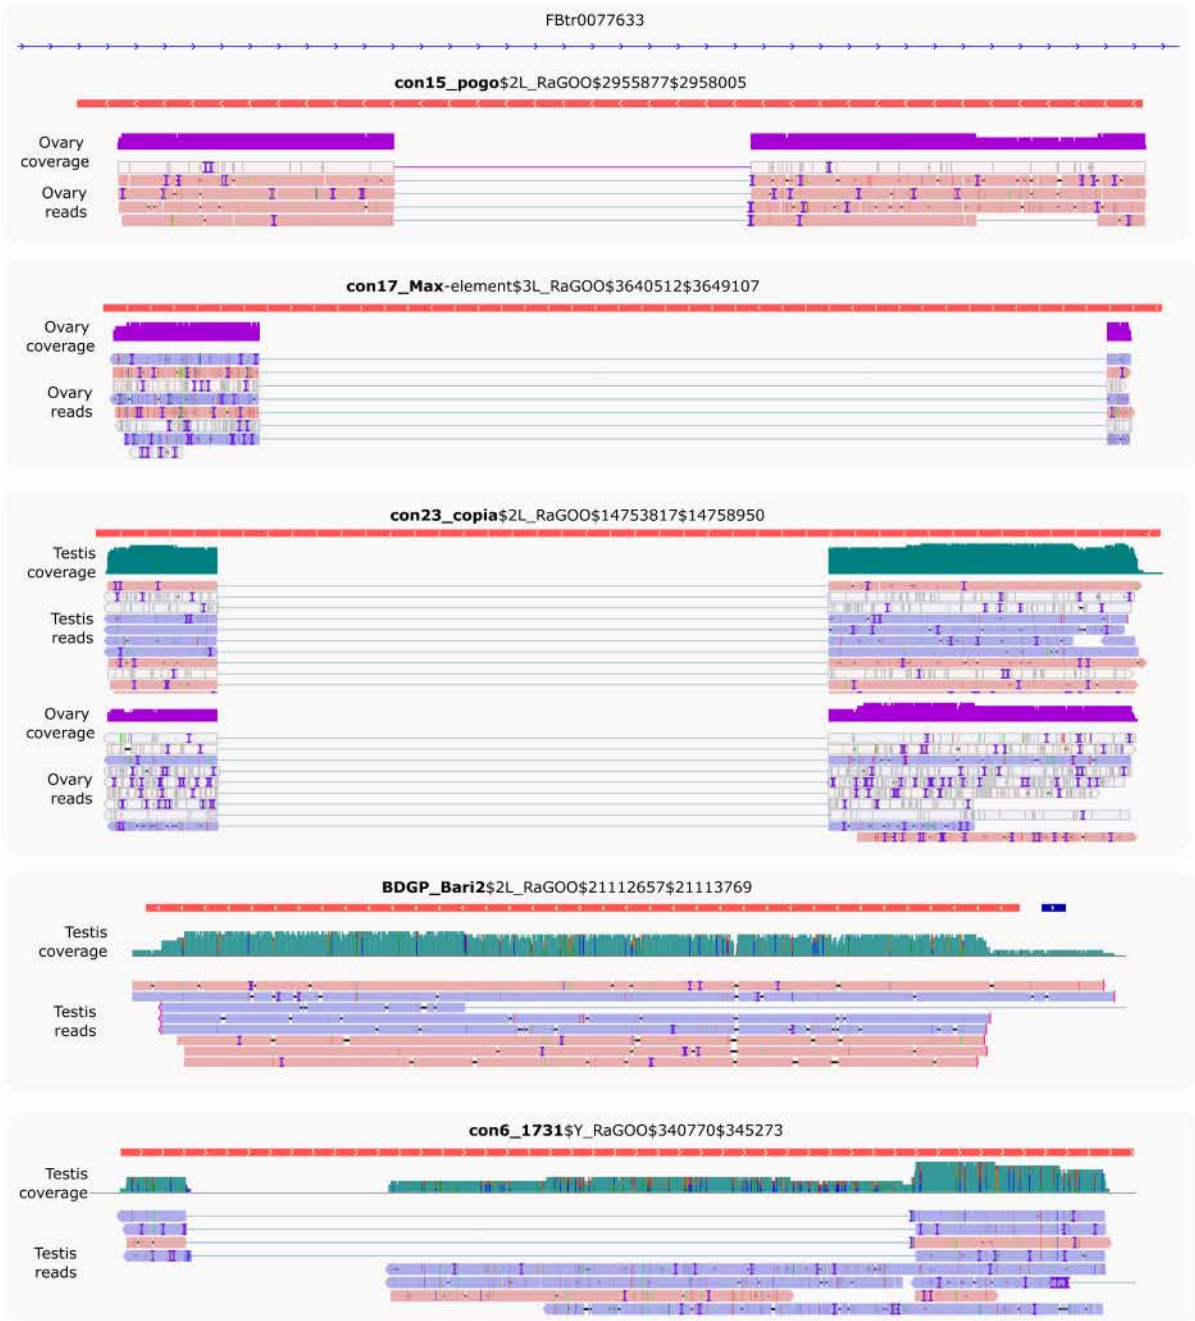 FBtr0077633
con15_pogo$2L_RaGOO$2955877$2958005
Ovary
coverage
Ovary
reads
con17_Max-element$3L_RaGOO$3640512$3649107
Ovary
coverage
Ovary
reads
con23_copia$2L_RaGOO$14753817$14758950
Testis
coverage
Testis
reads
Ovary
coverage
Ovary
reads
BDGP_Bari2$2L_RaGOO$21112657$21113769
Testis
coverage
Testis
reads
con6_1731$Y_RaGOO$340770$345273
Testis
coverage
Testis
reads